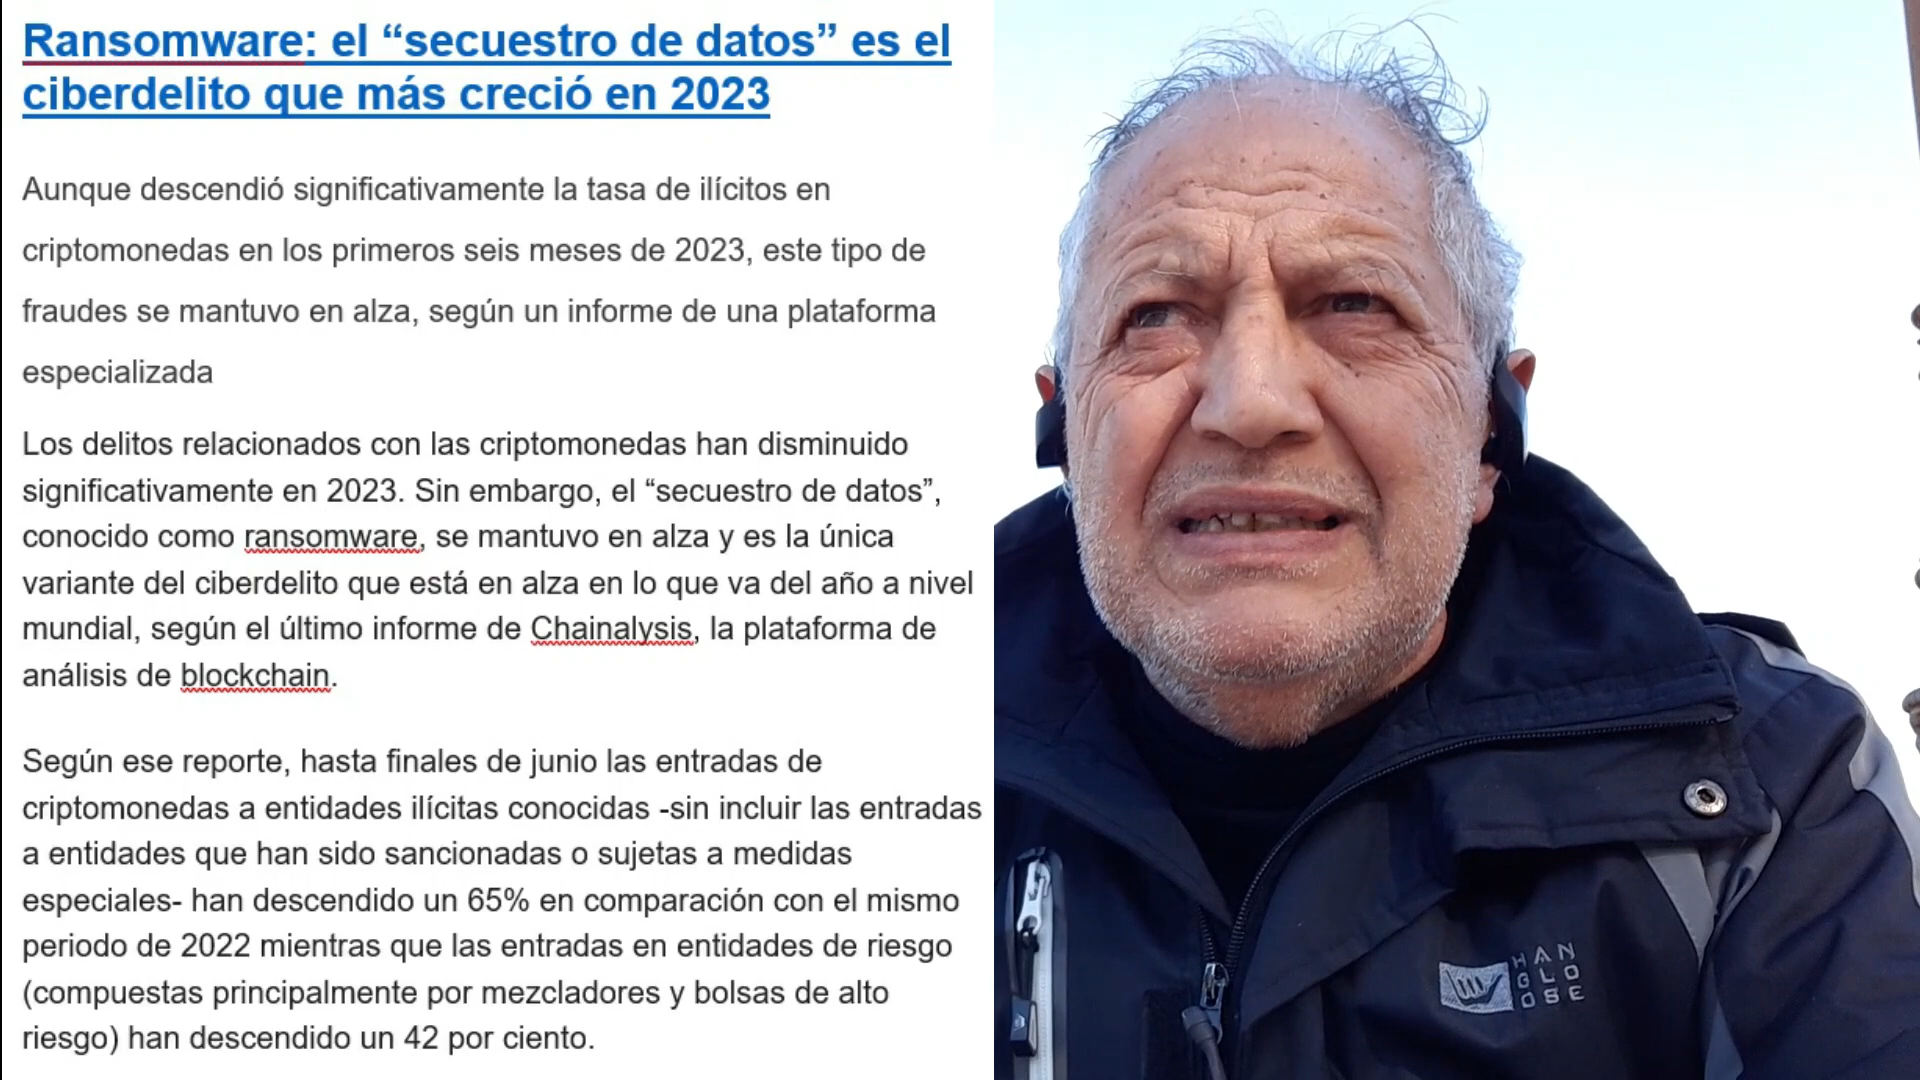 Ransomware: el “secuestro de datos” es el
ciberdelito que más creció en 2023
Aunque descendió significativamente la tasa de ilícitos en
criptomonedas en los primeros seis meses de 2023, este tipo de
fraudes se mantuvo en alza, según un informe de una plataforma
especializada
Los delitos relacionados con las criptomonedas han disminuido
significativamente en 2023. Sin embargo, el “secuestro de datos”,
conocido como ransomware, se mantuvo en alza y es la única
variante del ciberdelito que está en alza en lo que va del año a nivel
mundial, según el último informe de Chainalysis, la plataforma de
análisis de blockchain.
Según ese reporte, hasta finales de junio las entradas de
criptomonedas a entidades ilícitas conocidas -sin incluir las entradas
a entidades que han sido sancionadas o sujetas a medidas
especiales- han descendido un 65% en comparación con el mismo
periodo de 2022 mientras que las entradas en entidades de riesgo
(compuestas principalmente por mezcladores y bolsas de alto
riesgo) han descendido un 42 por ciento.
HAN
GLO
OSE